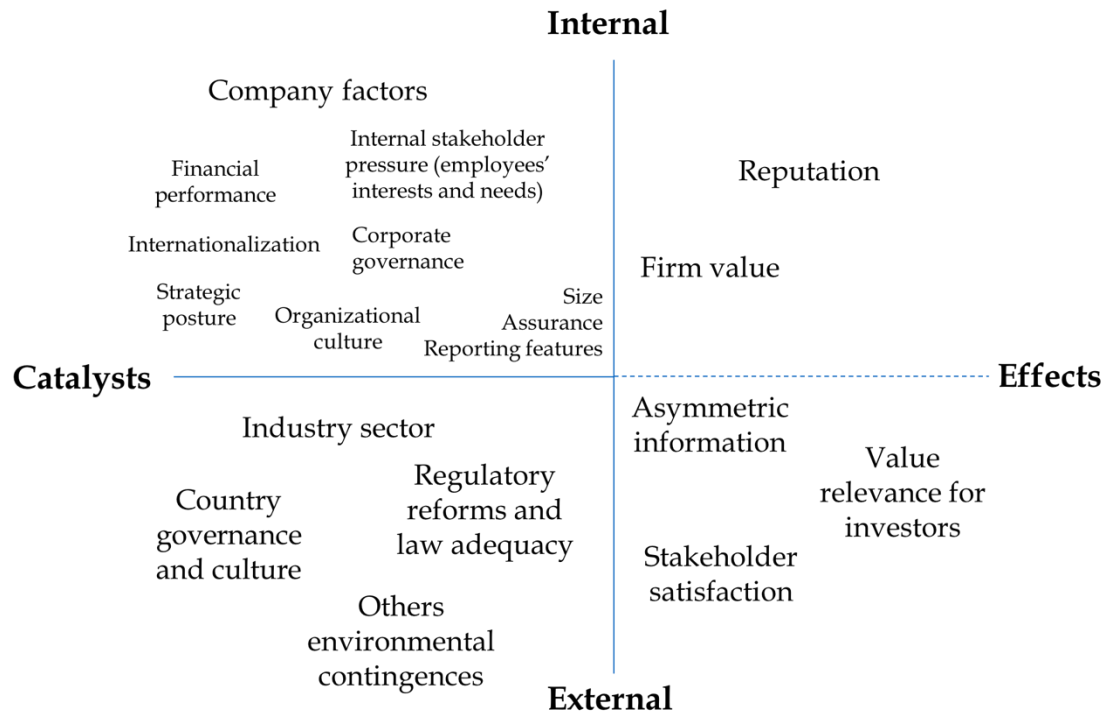 Internal
Company factors
Internal stakeholder
pressure (employees’
interests and needs)
Financial
performance
Reputation
Internationalization
Corporate
governance
Firm value
Strategic
posture
Organizational
culture
Size
Assurance
Reporting features
Catalysts
Effects
Industry sector
Asymmetric
information
Country
governance
and culture
Regulatory
reforms and
law adequacy
Value
relevance for
investors
Stakeholder
satisfaction
Others
environmental
contingences
External